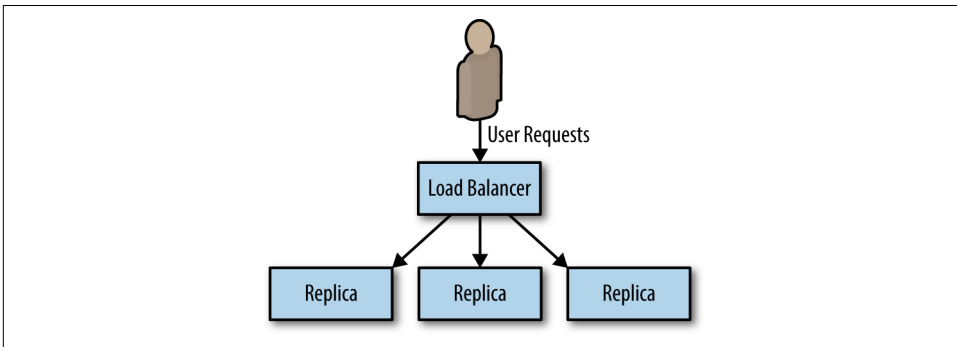 User Requests
Load Balancer
Replica
Replica
Replica